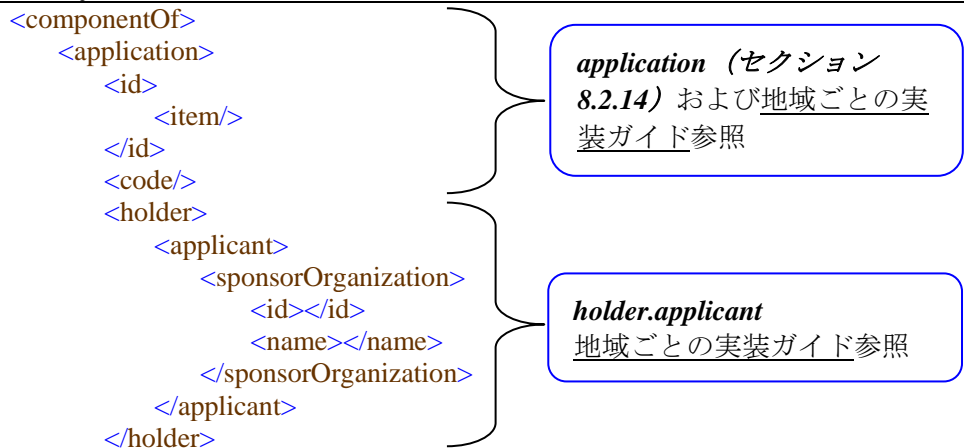 <componentOf>
<application>
<id>
<item/>
</id>
<code/>
<holder>
<applicant>
<sponsorOrganization>
<id></id>
<name></name>
</sponsorOrganization>
</applicant>
</holder>
application（セクション
8.2.14）および地域ごとの実
装ガイド参照
holder.applicant
地域ごとの実装ガイド参照